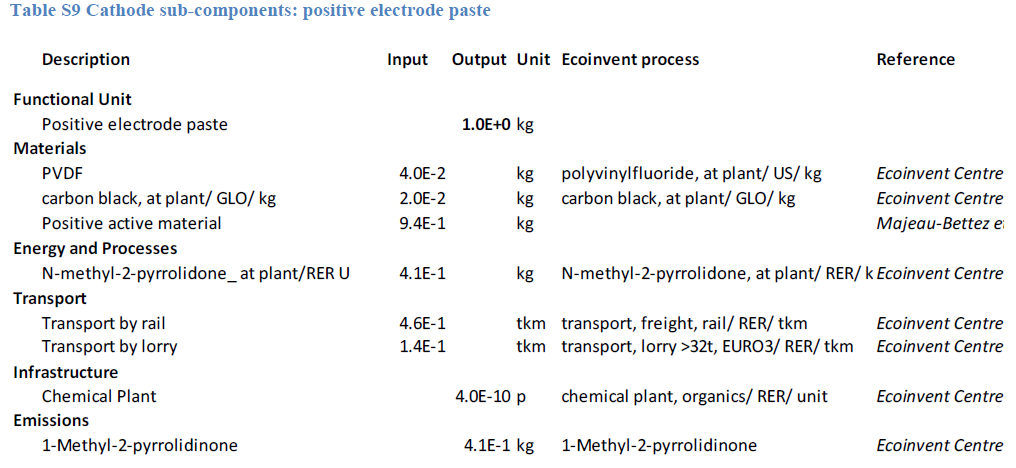 Table S9 Cathode sub-components: positive electrode paste
Description Input Output Unit Ecoinvent process Reference
Functional Unit
Positive electrode paste 1.0E+0 kg
Materials
PVDF 4.0E-2 kg polyvinylfluoride, at plant/ US/ kg Ecoinvent Centre
carbon black, at plant/ GLO/ kg 2.0E-2 kg carbon black, at plant/ GLO/ kg Ecoinvent Centre
Positive active material 9.4E-1 kg Majeau-Bettez et
Energy and Processes
N-methyl-2-pyrrolidone_at plant/RER U 4.1E-1 kg N-methyl-2-pyrrolidone, at plant/ RER/ k Ecoinvent Centre
Transport
Transport by rail 4.6E-1 tkm transport, freight, rail/ RER/ tkm Ecoinvent Centre
Transport by lorry 1.4E-1 tkm transport, lorry >32t, EURO3/ RER/ tkm Ecoinvent Centre
Infrastructure
Chemical Plant 4.0E-10 p chemical plant, organics/ RER/ unit Ecoinvent Centre
Emissions
1-Methyl-2-pyrrolidinone 4.1E-1 kg 1-Methyl-2-pyrrolidinone Ecoinvent Centre